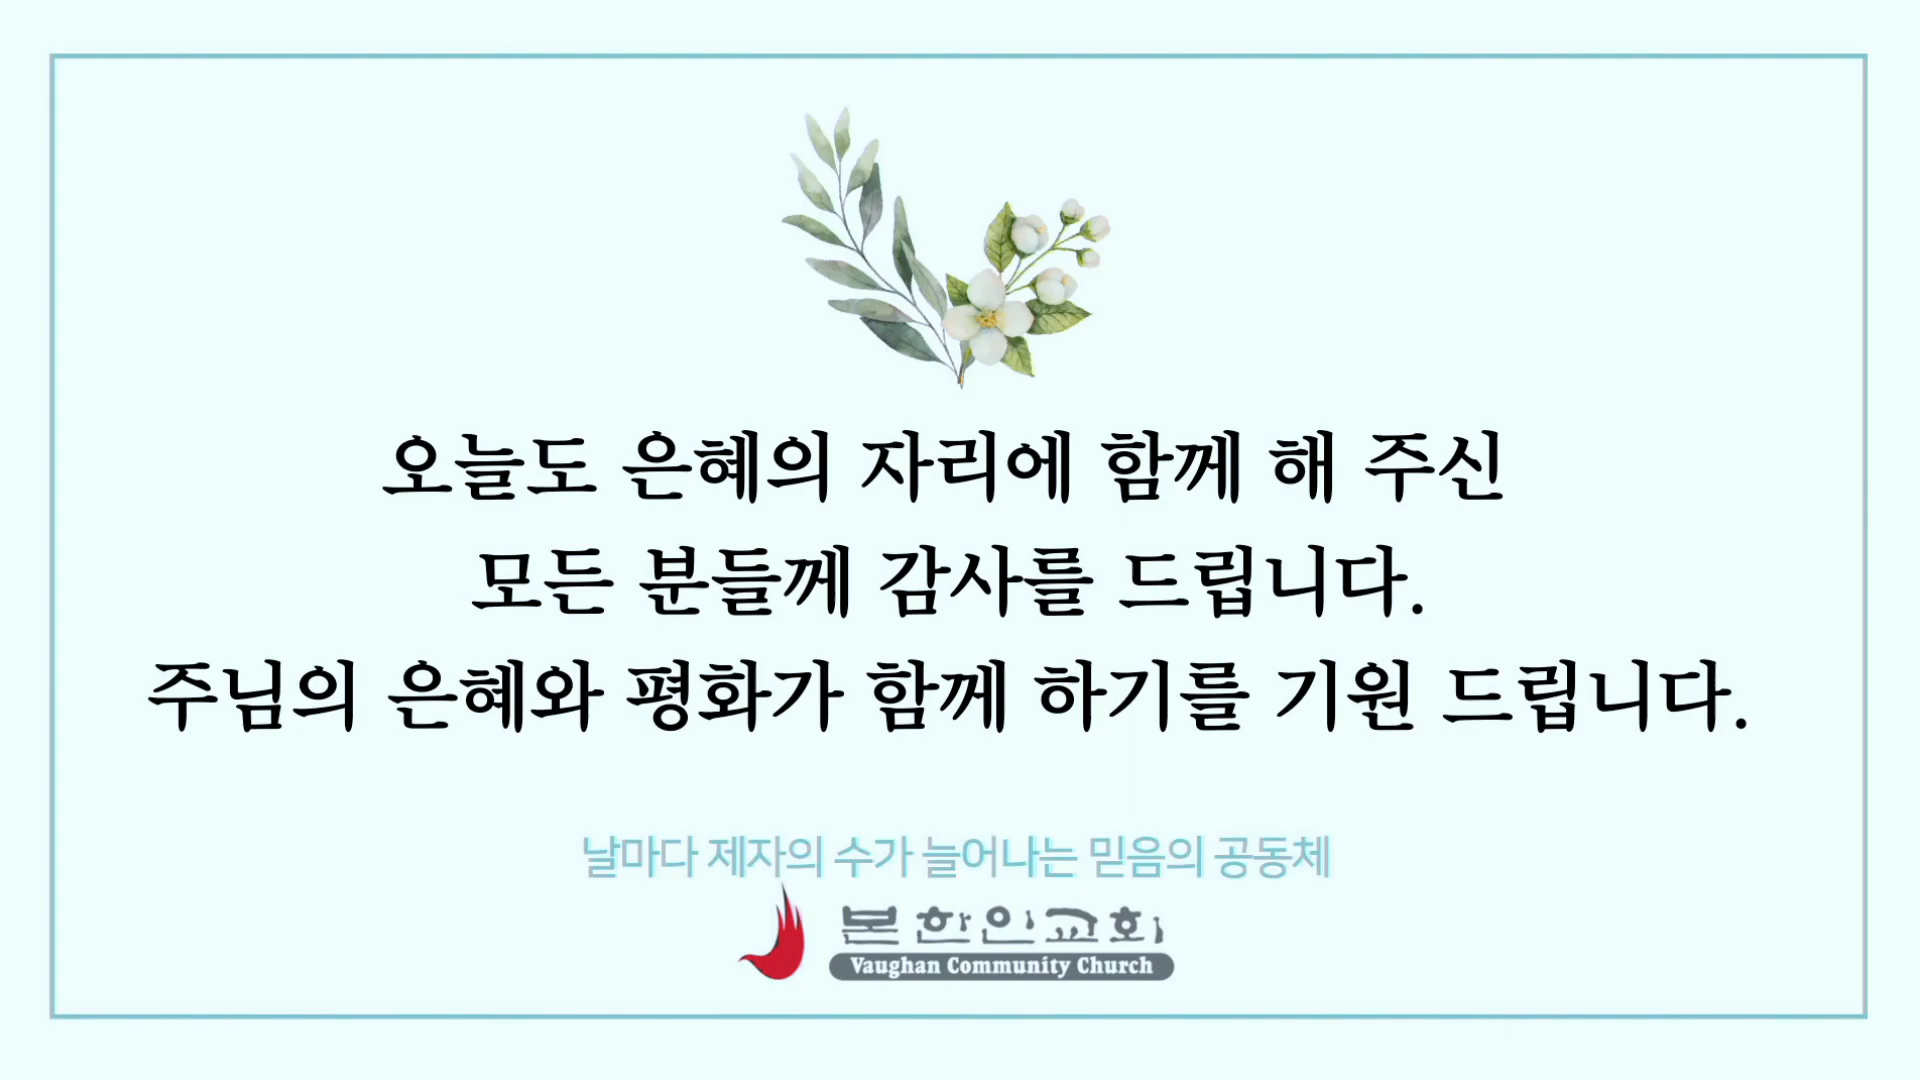 오늘도 은혜의 자리에 함께 해 주신
모든 분들께 감사를 드립니다.
주님의 은혜와 평화가 함께 하기를 기원 드립니다.
날마다 제자의 수가 늘어나는 믿음의 공동체
본한인교회
Vaughan Community Church